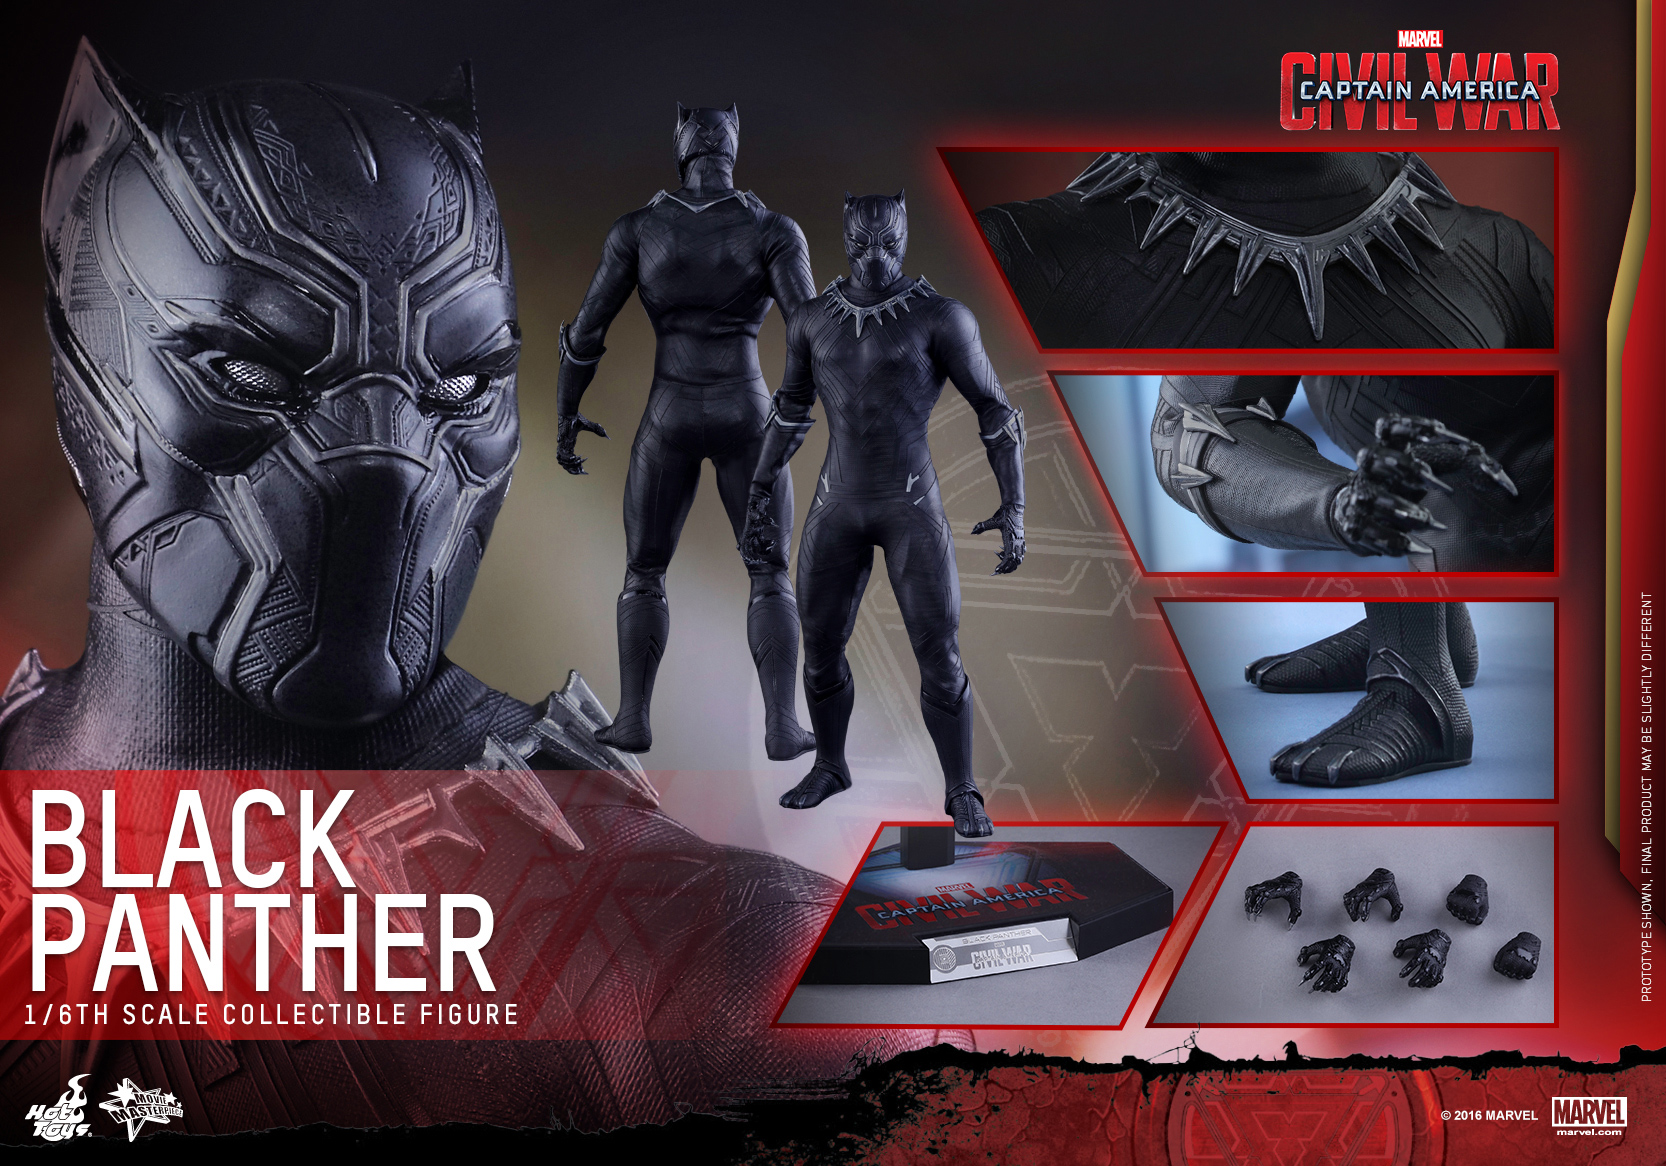 MARVEL
CIVIL WAR
CAPTAIN AMERICA
BLACK
PANTHER
1/6TH SCALE COLLECTIBLE FIGURE
MARVEL
CIVIL WAR
CAPTAIN AMERICA
BLACK PANTHER
CIVIL WAR
PROTOTYPE SHOWN, FINAL PRODUCT MAY BE SLIGHTLY DIFFERENT
Hot
Toys.
MOVIE
MASTERPIECE
© 2016 MARVEL
MARVEL
marvel.com